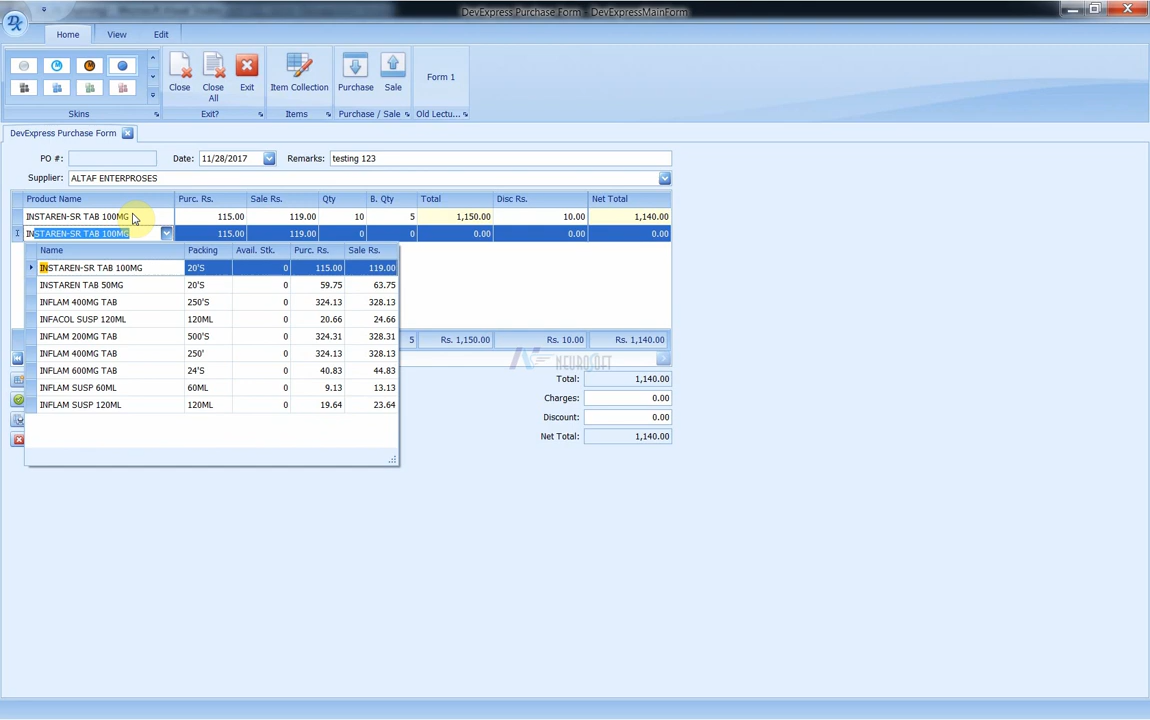 DevExpress Purchase Form - DevExpressMainForm
Home View Edit
Close Close All Exit Item Collection Purchase Sale Form 1
Skins Exit? Items Purchase / Sale Old Lectu...
DevExpress Purchase Form
PO #: Date: 11/28/2017 Remarks: testing 123
Supplier: ALTAF ENTERPROSES
Product Name Purc. Rs. Sale Rs. Qty B. Qty Total Disc Rs. Net Total
INSTAREN-SR TAB 100MG 115.00 119.00 10 5 1,150.00 10.00 1,140.00
INSTAREN-SR TAB 100MG 115.00 119.00 0 0 0.00 0.00 0.00
Name Packing Avail. Stk. Purc. Rs. Sale Rs.
INSTAREN-SR TAB 100MG 20'S 0 115.00 119.00
INSTAREN TAB 50MG 20'S 0 59.75 63.75
INFLAM 400MG TAB 250'S 0 324.13 328.13
INFACOL SUSP 120ML 120ML 0 20.66 24.66
INFLAM 200MG TAB 500'S 0 324.31 328.31
5 Rs. 1,150.00 Rs. 10.00 Rs. 1,140.00
INFLAM 400MG TAB 250' 0 324.13 328.13
NEUROSOFT
INFLAM 600MG TAB 24'S 0 40.83 44.83
Total: 1,140.00
INFLAM SUSP 60ML 60ML 0 9.13 13.13
Charges: 0.00
INFLAM SUSP 120ML 120ML 0 19.64 23.64
Discount: 0.00
Net Total: 1,140.00